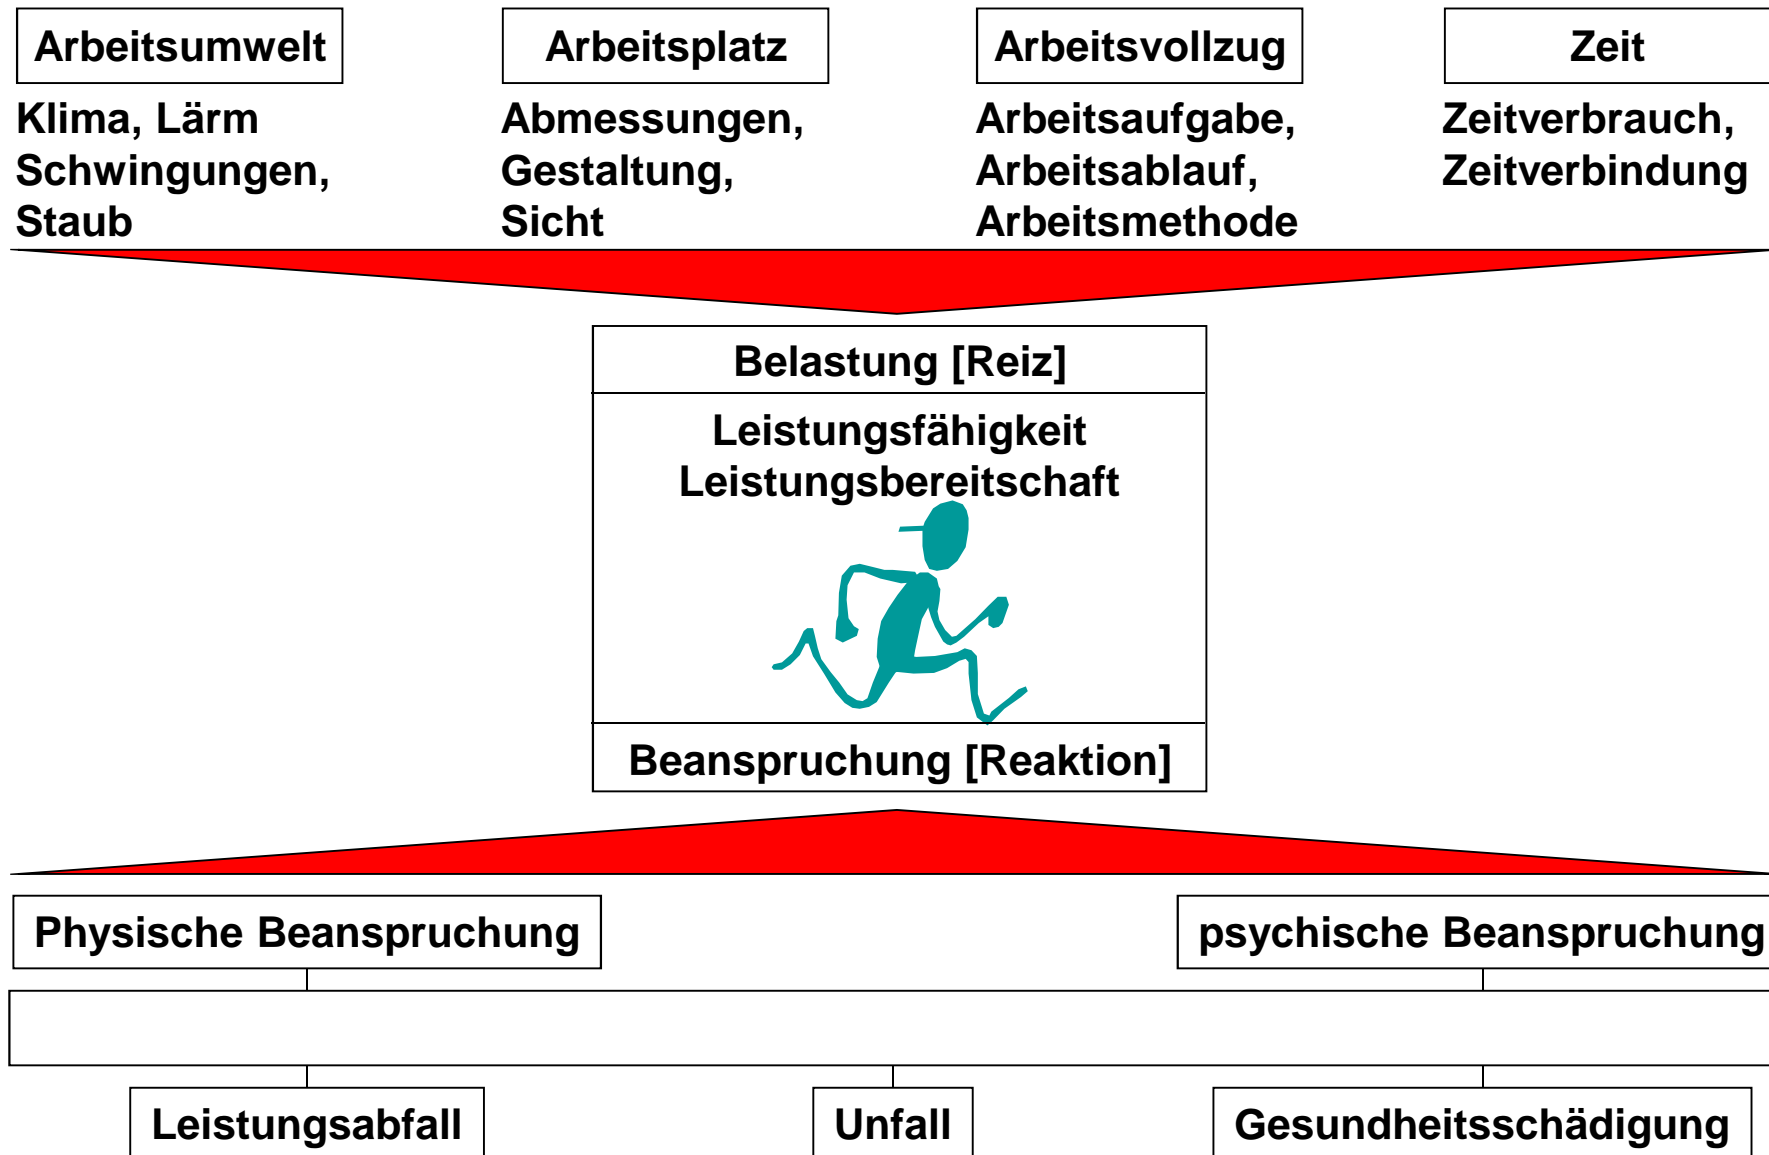 Arbeitsumwelt
Klima, Lärm
Schwingungen,
Staub
Arbeitsplatz
Abmessungen,
Gestaltung,
Sicht
Arbeitsvollzug
Arbeitsaufgabe,
Arbeitsablauf,
Arbeitsmethode
Zeit
Zeitverbrauch,
Zeitverbindung
Belastung [Reiz]
Leistungsfähigkeit
Leistungsbereitschaft
Beanspruchung [Reaktion]
Physische Beanspruchung
psychische Beanspruchung
Leistungsabfall
Unfall
Gesundheitsschädigung